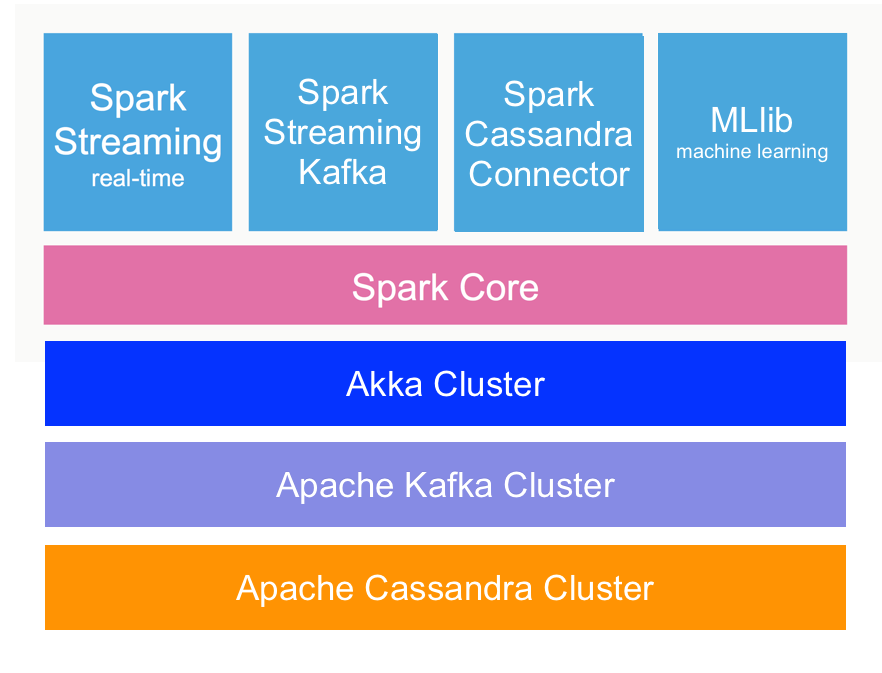 Spark
Streaming
real-time
Spark
Streaming
Kafka
Spark
Cassandra
Connector
MLlib
machine learning
Spark Core
Akka Cluster
Apache Kafka Cluster
Apache Cassandra Cluster